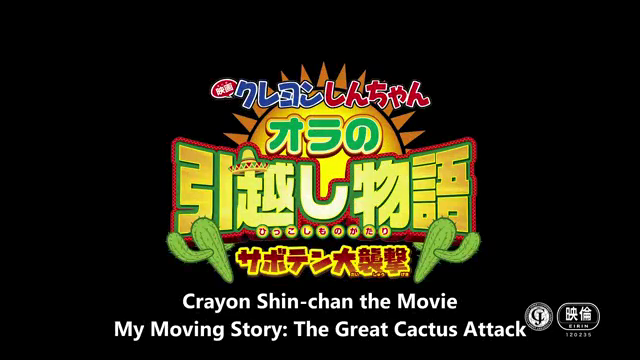 映画 クレヨンしんちゃん
オラの
引越し物語
ひっこしものがたり
サボテン大襲撃
Crayon Shin-chan the Movie
My Moving Story: The Great Cactus Attack
映倫
EIRIN
120235